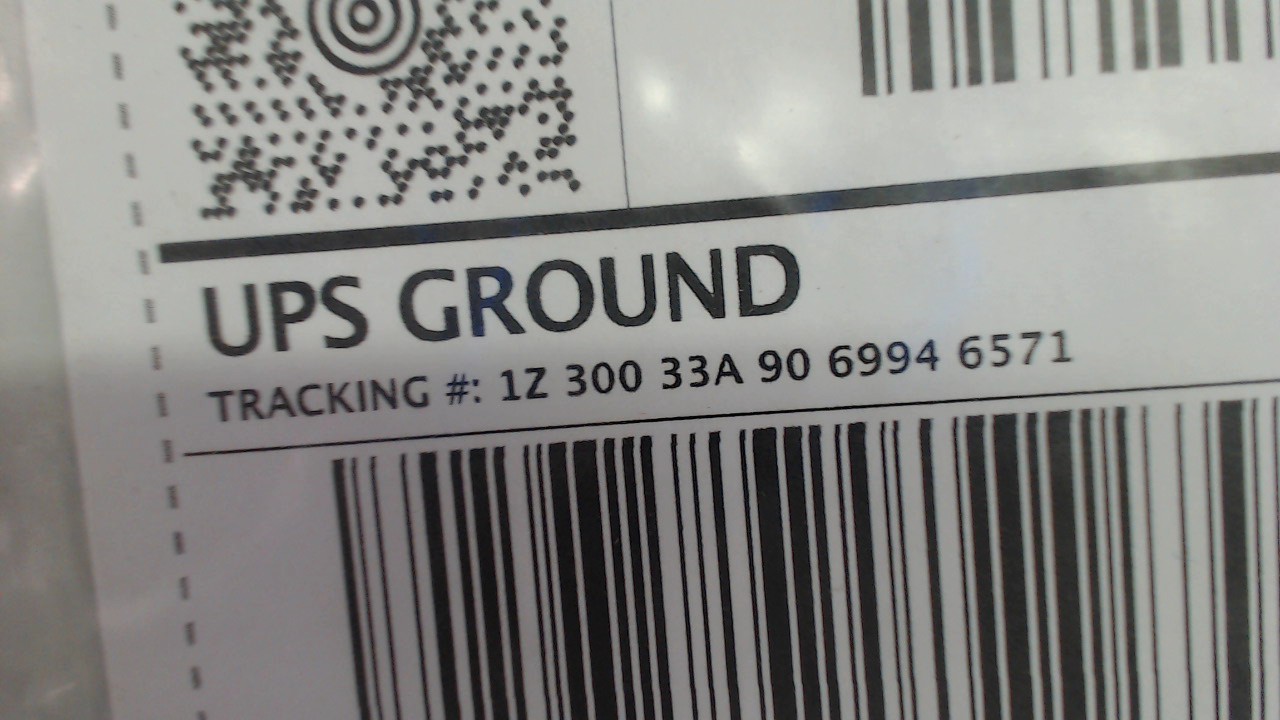 UPS GROUND
TRACKING #: 1Z 300 33A 90 6994 6571